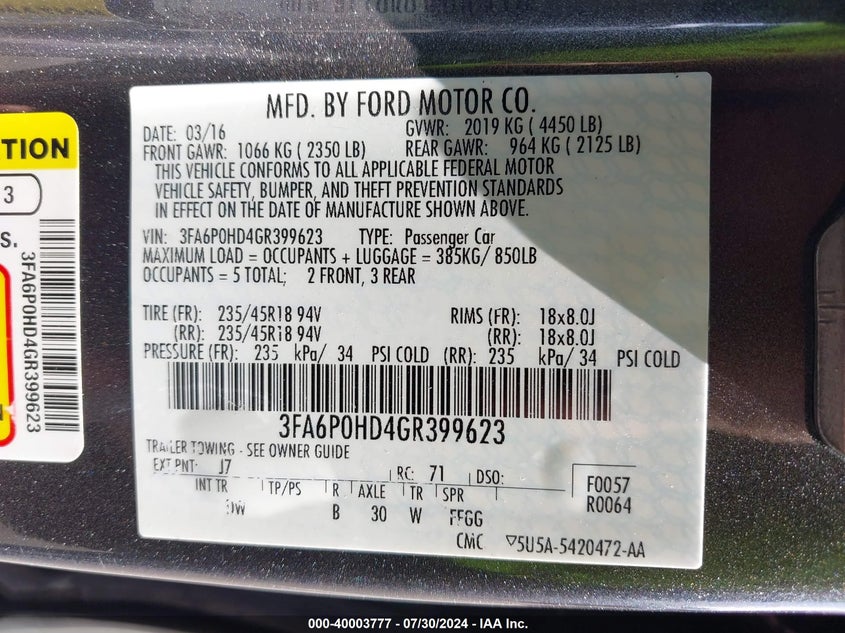 MFD. BY FORD MOTOR CO.
DATE: 03/16
GVWR: 2019 KG ( 4450 LB)
FRONT GAWR: 1066 KG ( 2350 LB)
REAR GAWR: 964 KG ( 2125 LB)
THIS VEHICLE CONFORMS TO ALL APPLICABLE FEDERAL MOTOR
VEHICLE SAFETY, BUMPER, AND THEFT PREVENTION STANDARDS
IN EFFECT ON THE DATE OF MANUFACTURE SHOWN ABOVE.
VIN: 3FA6P0HD4GR399623 TYPE: Passenger Car
MAXIMUM LOAD = OCCUPANTS + LUGGAGE = 385KG/ 850LB
OCCUPANTS = 5 TOTAL; 2 FRONT, 3 REAR
TIRE (FR): 235/45R18 94V RIMS (FR): 18x8.0J
(RR): 235/45R18 94V (RR): 18x8.0J
PRESSURE (FR): 235 kPa/ 34 PSI COLD (RR): 235 kPa/ 34 PSI COLD
3FA6P0HD4GR399623
TRAILER TOWING - SEE OWNER GUIDE
EXT PNT: J7 RC: 71 DSO:
INT TR TP/PS R AXLE TR SPR
B 30 W FFGG
F0057
R0064
CMC 5U5A-5420472-AA
TION
3
S.
3FA6P0HD4GR399623
N
000-40003777 - 07/30/2024 - IAA Inc.